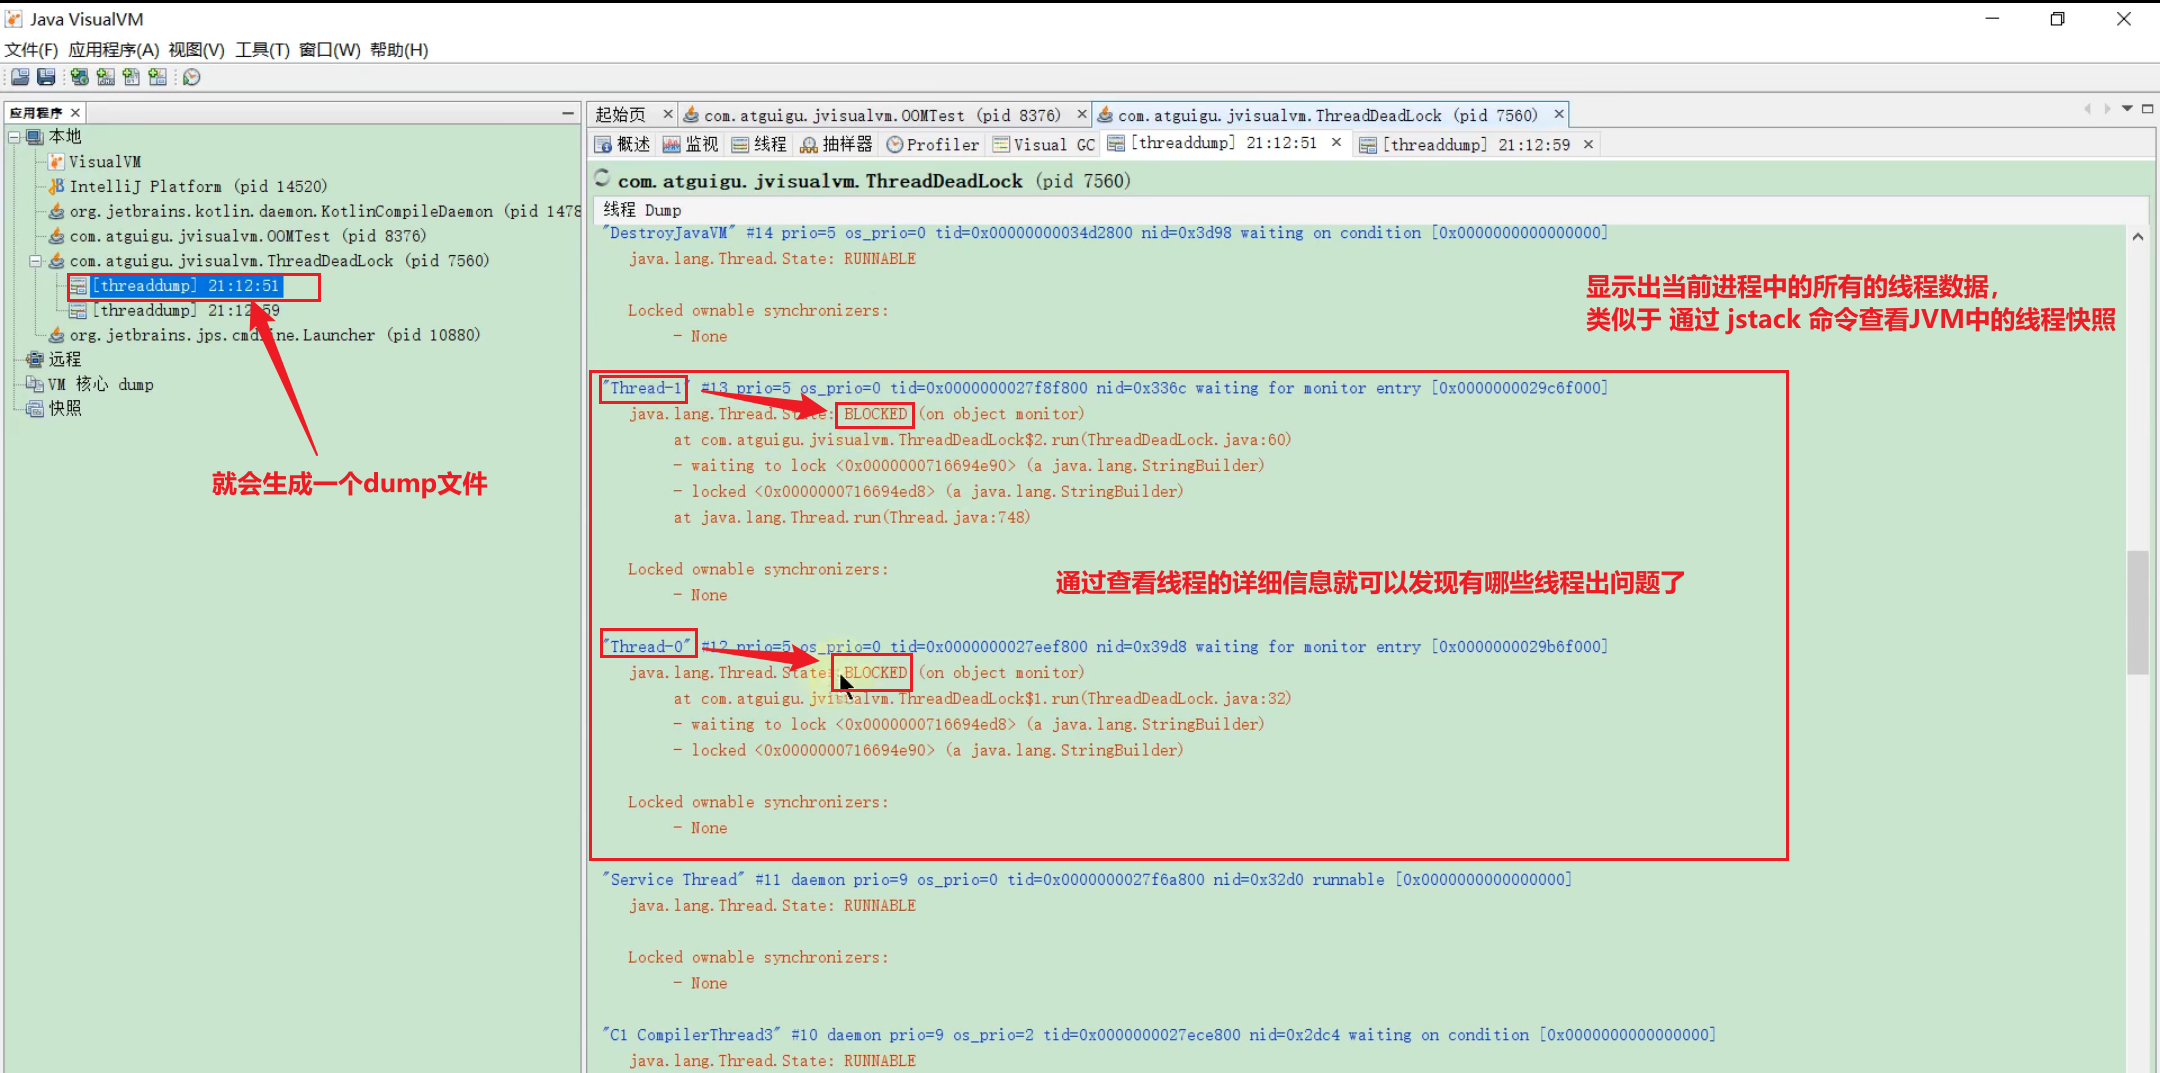 Java VisualVM
文件(F) 应用程序(A) 视图(V) 工具(T) 窗口(W) 帮助(H)
应用程序
本地
VisualVM
IntelliJ Platform (pid 14520)
org.jetbrains.kotlin.daemon.KotlinCompileDaemon (pid 1478
com.atguigu.jvisualvm.OOMTest (pid 8376)
com.atguigu.jvisualvm.ThreadDeadLock (pid 7560)
[threaddump] 21:12:51
[threaddump] 21:12:59
org.jetbrains.jps.cmdline.Launcher (pid 10880)
远程
VM 核心 dump
快照
就会生成一个dump文件
起始页 com.atguigu.jvisualvm.OOMTest (pid 8376) com.atguigu.jvisualvm.ThreadDeadLock (pid 7560)
概述 监视 线程 抽样器 Profiler Visual GC [threaddump] 21:12:51 [threaddump] 21:12:59
com.atguigu.jvisualvm.ThreadDeadLock (pid 7560)
线程 Dump
"DestroyJavaVM" #14 prio=5 os_prio=0 tid=0x00000000034d2800 nid=0x3d98 waiting on condition [0x0000000000000000]
java.lang.Thread.State: RUNNABLE
Locked ownable synchronizers:
- None
显示出当前进程中的所有的线程数据,
类似于 通过 jstack 命令查看JVM中的线程快照
"Thread-1" #13 prio=5 os_prio=0 tid=0x0000000027f8f800 nid=0x336c waiting for monitor entry [0x0000000029c6f000]
java.lang.Thread.State: BLOCKED (on object monitor)
at com.atguigu.jvisualvm.ThreadDeadLock$2.run(ThreadDeadLock.java:60)
- waiting to lock <0x0000000716694e90> (a java.lang.StringBuilder)
- locked <0x0000000716694ed8> (a java.lang.StringBuilder)
at java.lang.Thread.run(Thread.java:748)
Locked ownable synchronizers:
- None
通过查看线程的详细信息就可以发现有哪些线程出问题了
"Thread-0" #12 prio=5 os_prio=0 tid=0x0000000027eef800 nid=0x39d8 waiting for monitor entry [0x0000000029b6f000]
java.lang.Thread.State: BLOCKED (on object monitor)
at com.atguigu.jvisualvm.ThreadDeadLock$1.run(ThreadDeadLock.java:32)
- waiting to lock <0x0000000716694ed8> (a java.lang.StringBuilder)
- locked <0x0000000716694e90> (a java.lang.StringBuilder)
Locked ownable synchronizers:
- None
"Service Thread" #11 daemon prio=9 os_prio=0 tid=0x0000000027f6a800 nid=0x32d0 runnable [0x0000000000000000]
java.lang.Thread.State: RUNNABLE
Locked ownable synchronizers:
- None
"C1 CompilerThread3" #10 daemon prio=9 os_prio=2 tid=0x0000000027ece800 nid=0x2dc4 waiting on condition [0x0000000000000000]
java.lang.Thread.State: RUNNABLE